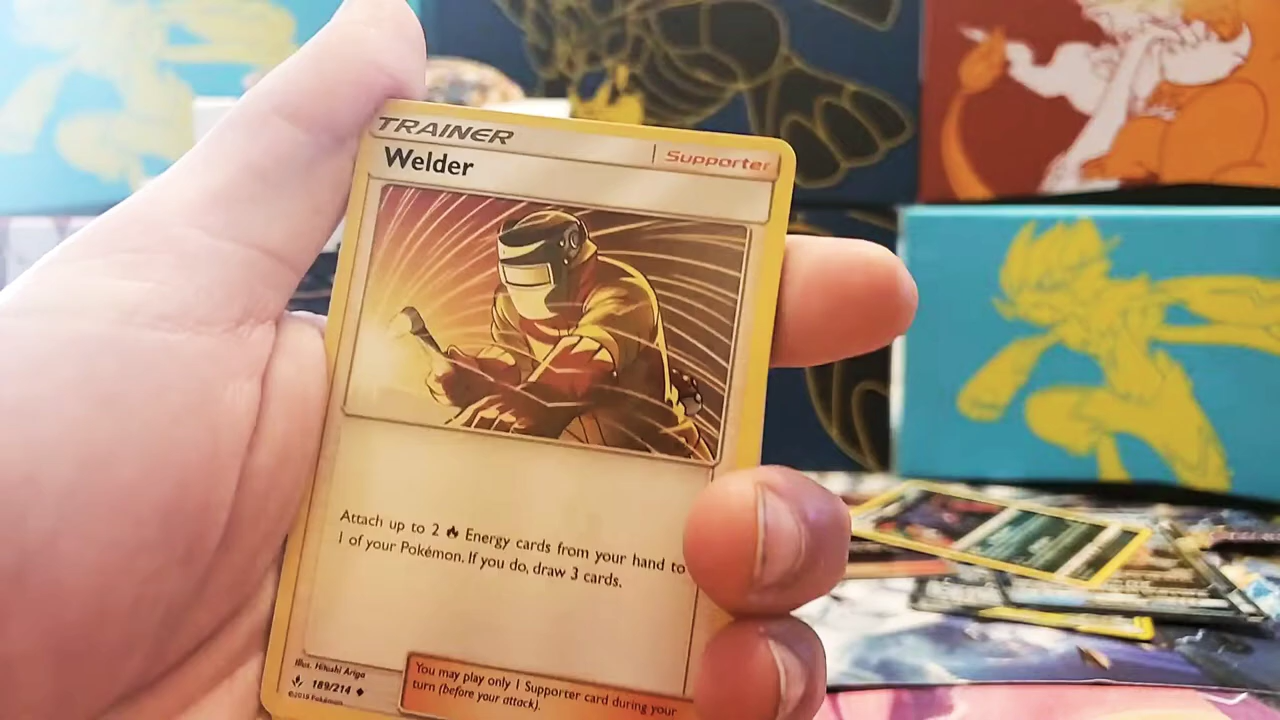 TRAINER
Supporter
Welder
Attach up to 2 Energy cards from your hand to
1 of your Pokémon. If you do, draw 3 cards.
Illus. Hitoshi Ariga
189/214
©2019 Pokémon
You may play only 1 Supporter card during your
turn (before your attack).